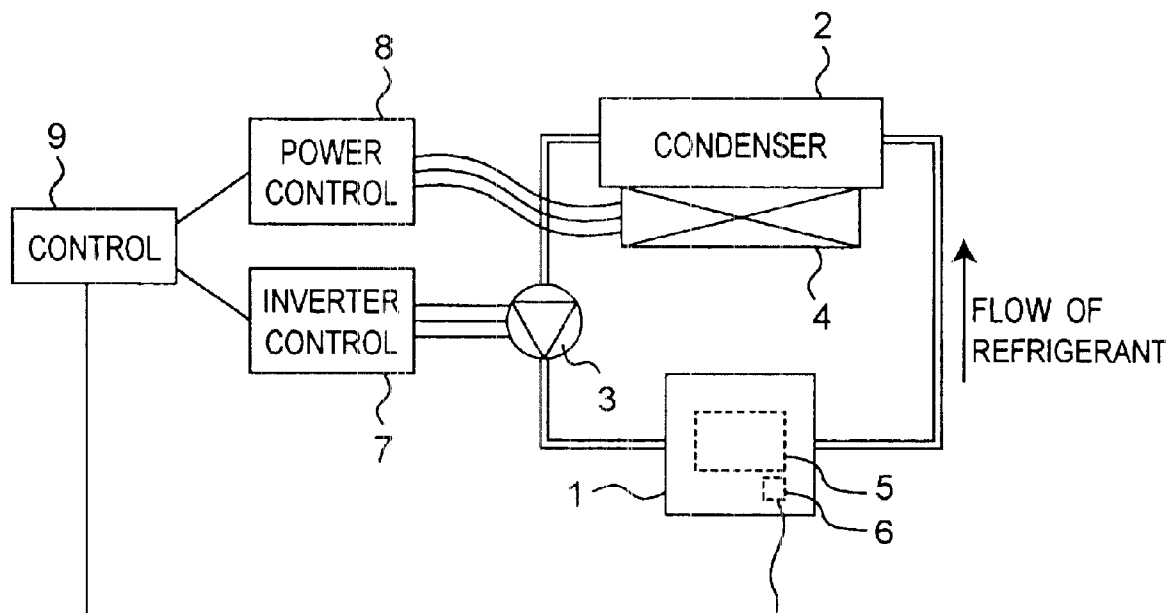 2
8
9
CONDENSER
POWER
CONTROL
CONTROL
INVERTER
CONTROL
4
FLOW OF
REFRIGERANT
3
7
1
5
6